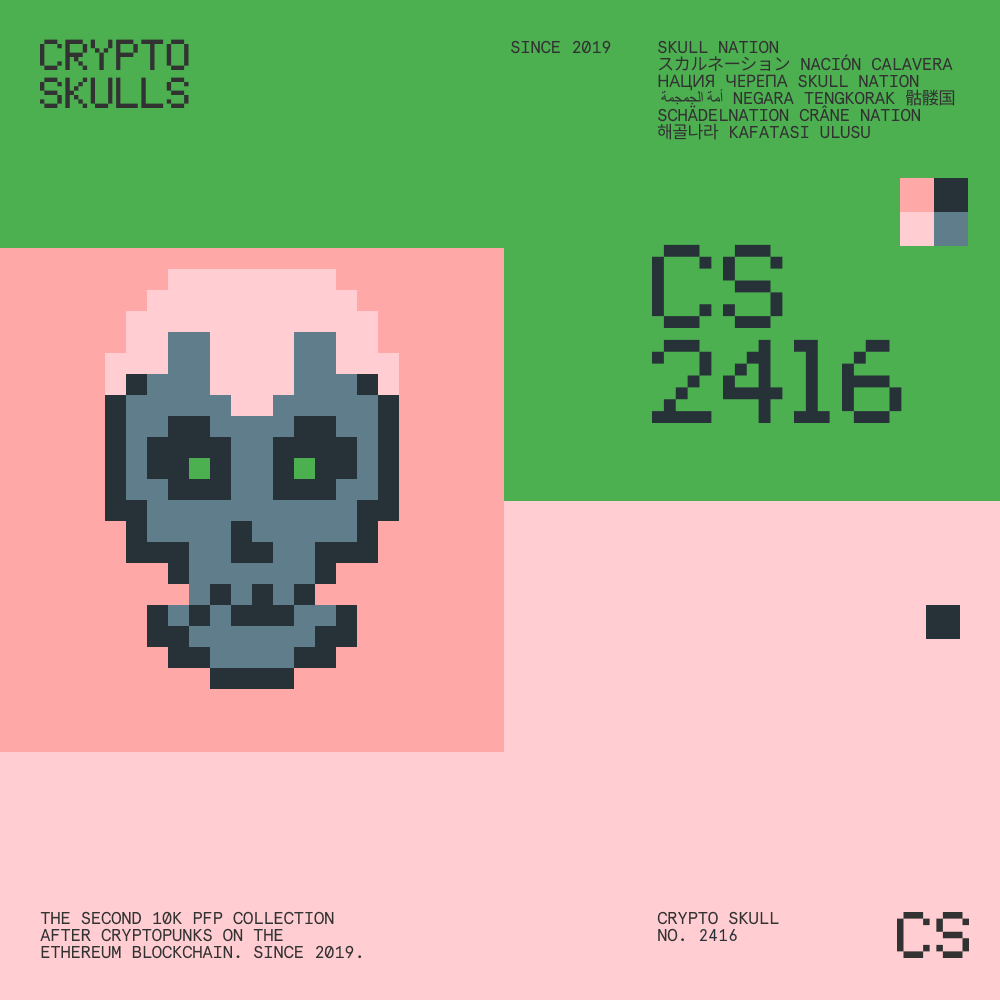 CRYPTO
SKULLS
SINCE 2019
SKULL NATION
スカルネーション NACIÓN CALAVERA
НАЦИЯ ЧЕРЕПА SKULL NATION
أمة الجمجمة NEGARA TENGKORAK 骷髅国
SCHÄDELNATION CRÂNE NATION
해골나라 KAFATASI ULUSU
CS
2416
THE SECOND 10K PFP COLLECTION
AFTER CRYPTOPUNKS ON THE
ETHEREUM BLOCKCHAIN. SINCE 2019.
CRYPTO SKULL
NO. 2416
CS